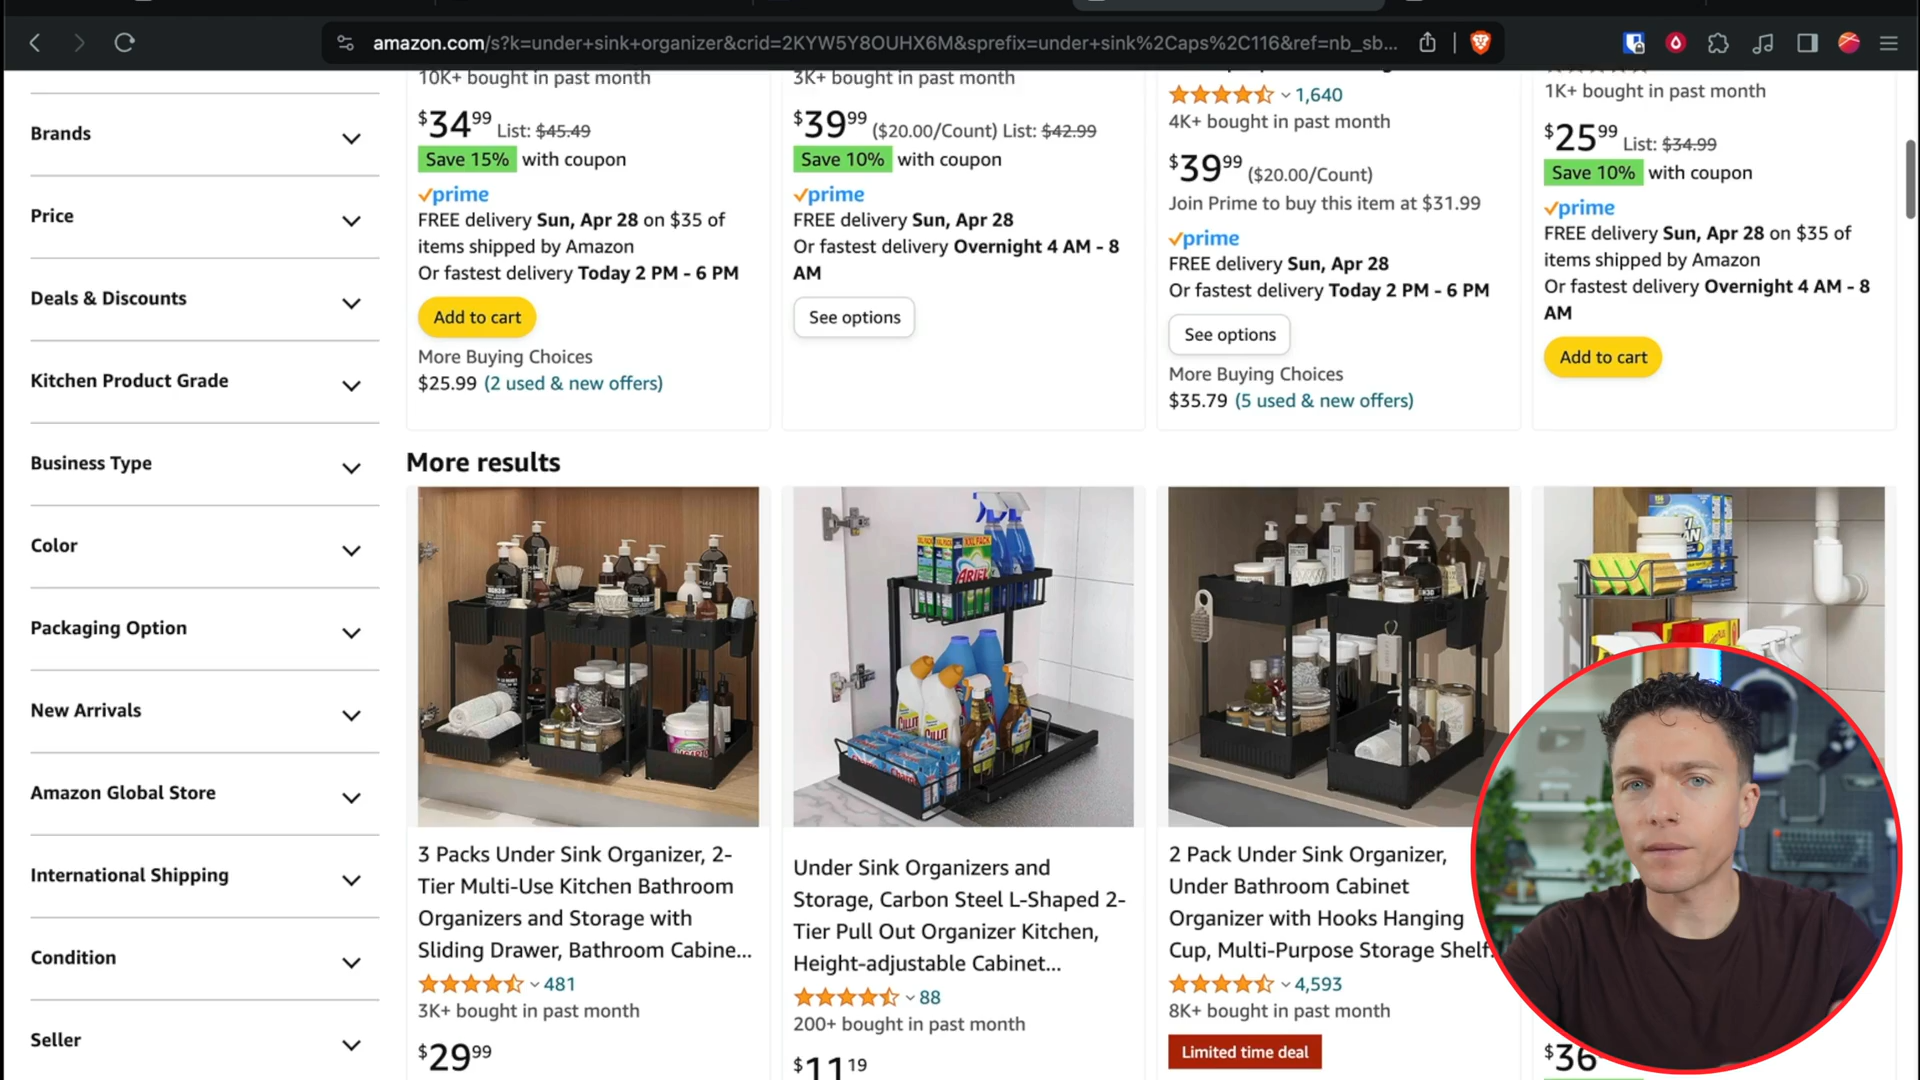 amazon.com/s?k=under+sink+organizer&crid=2KYW5Y8OUHX6M&sprefix=under+sink%2Caps%2C116&ref=nb_sb...
Brands
Price
Deals & Discounts
Kitchen Product Grade
Business Type
Color
Packaging Option
New Arrivals
Amazon Global Store
International Shipping
Condition
Seller
10K+ bought in past month
$34.99 List: $45.49
Save 15% with coupon
prime
FREE delivery Sun, Apr 28 on $35 of
items shipped by Amazon
Or fastest delivery Today 2 PM - 6 PM
Add to cart
More Buying Choices
$25.99 (2 used & new offers)
3K+ bought in past month
$39.99 ($20.00/Count) List: $42.99
Save 10% with coupon
prime
FREE delivery Sun, Apr 28
Or fastest delivery Overnight 4 AM - 8
AM
See options
1,640
4K+ bought in past month
$39.99 ($20.00/Count)
Join Prime to buy this item at $31.99
prime
FREE delivery Sun, Apr 28
Or fastest delivery Today 2 PM - 6 PM
See options
More Buying Choices
$35.79 (5 used & new offers)
1K+ bought in past month
$25.99 List: $34.99
Save 10% with coupon
prime
FREE delivery Sun, Apr 28 on $35 of
items shipped by Amazon
Or fastest delivery Overnight 4 AM - 8
AM
Add to cart
More results
XXL PACK
ARIEL
CILLIT
CILLIT
3 Packs Under Sink Organizer, 2-
Tier Multi-Use Kitchen Bathroom
Organizers and Storage with
Sliding Drawer, Bathroom Cabine...
481
3K+ bought in past month
$29.99
Under Sink Organizers and
Storage, Carbon Steel L-Shaped 2-
Tier Pull Out Organizer Kitchen,
Height-adjustable Cabinet...
88
200+ bought in past month
$11.19
2 Pack Under Sink Organizer,
Under Bathroom Cabinet
Organizer with Hooks Hanging
Cup, Multi-Purpose Storage Shelf
4,593
8K+ bought in past month
Limited time deal
$36